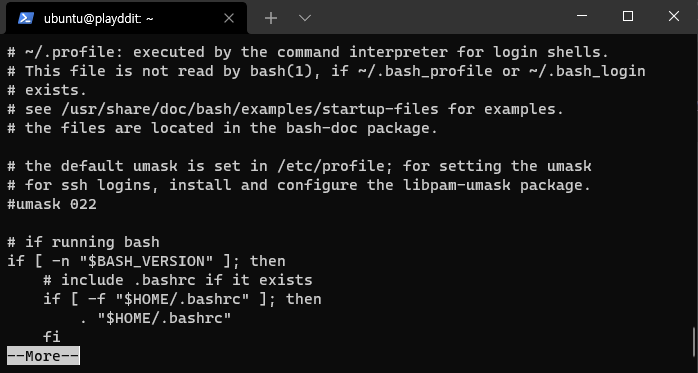 ubuntu@playddit: ~
# ~/.profile: executed by the command interpreter for login shells.
# This file is not read by bash(1), if ~/.bash_profile or ~/.bash_login
# exists.
# see /usr/share/doc/bash/examples/startup-files for examples.
# the files are located in the bash-doc package.

# the default umask is set in /etc/profile; for setting the umask
# for ssh logins, install and configure the libpam-umask package.
#umask 022

# if running bash
if [ -n "$BASH_VERSION" ]; then
    # include .bashrc if it exists
    if [ -f "$HOME/.bashrc" ]; then
        . "$HOME/.bashrc"
    fi
--More--